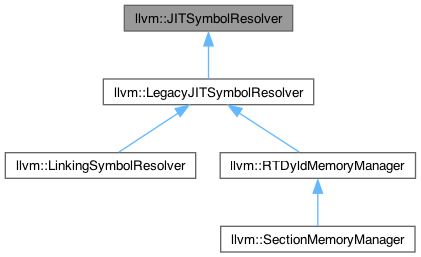 llvm::JITSymbolResolver
llvm::LegacyJITSymbolResolver
llvm::LinkingSymbolResolver
llvm::RTDyldMemoryManager
llvm::SectionMemoryManager